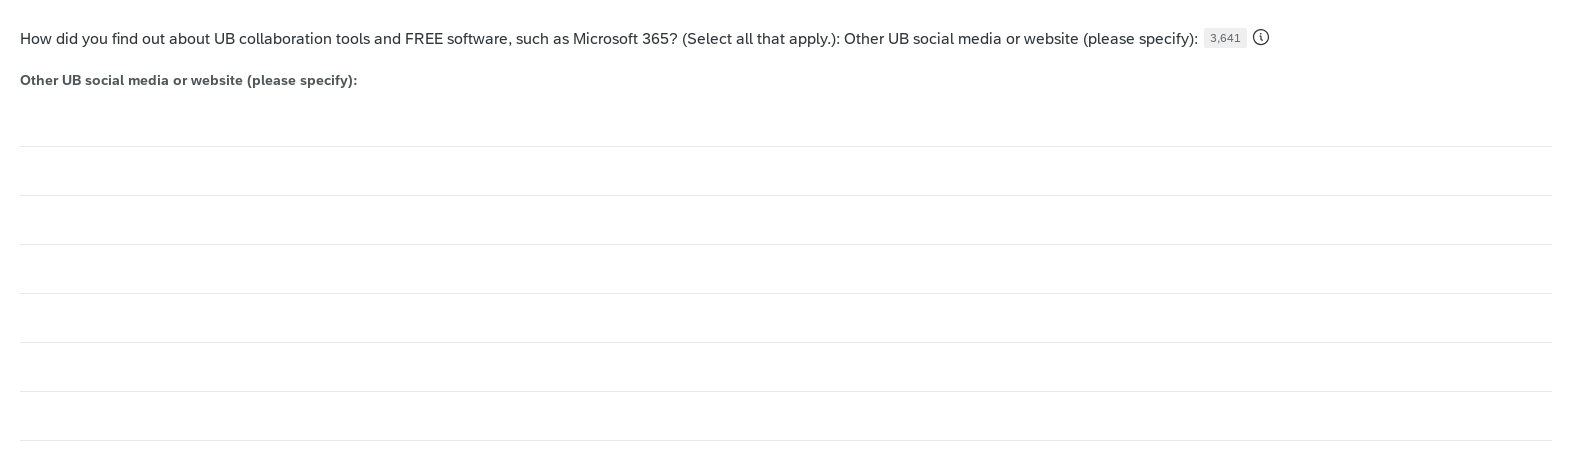 How did you find out about UB collaboration tools and FREE software, such as Microsoft 365? (Select all that apply.): Other UB social media or website (please specify): 3,641
Other UB social media or website (please specify):